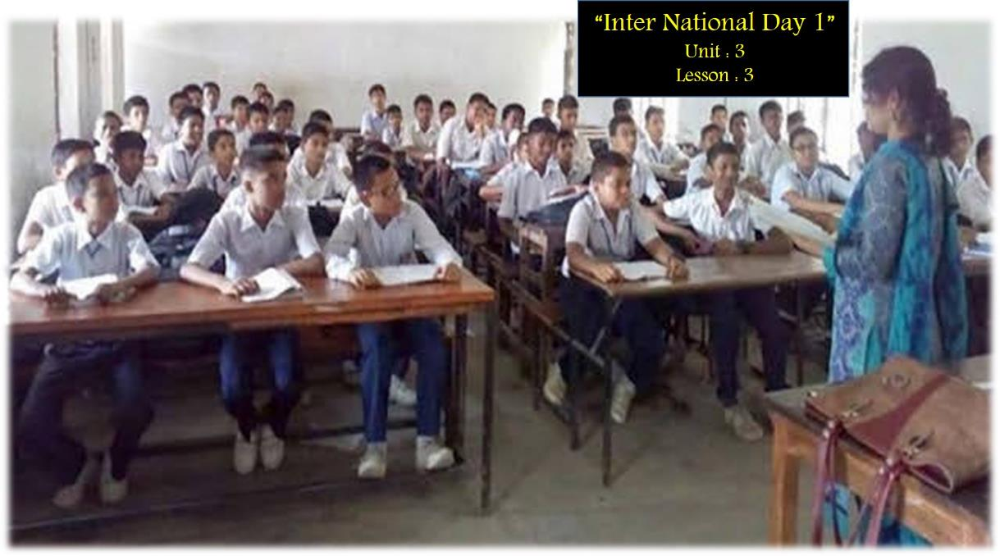 “Inter National Day 1”
Unit : 3
Lesson : 3